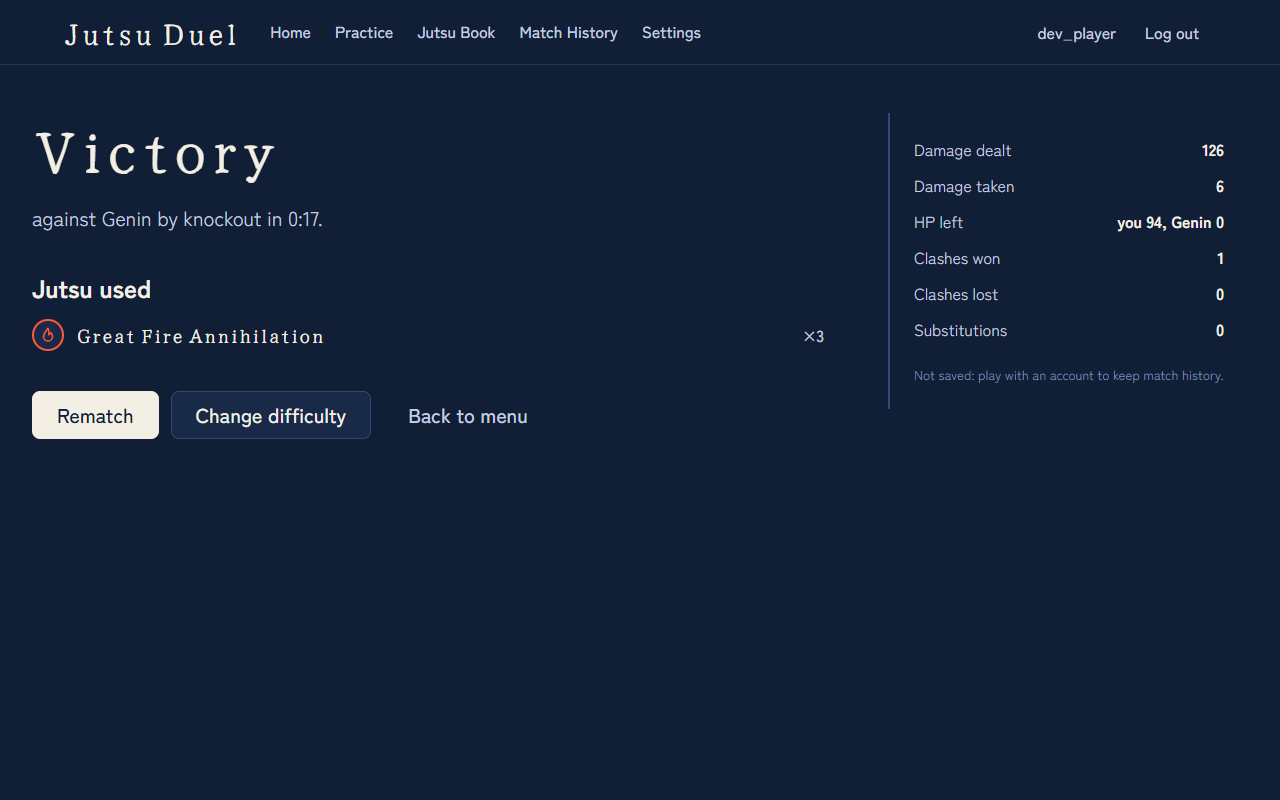 Jutsu Duel Home Practice Jutsu Book Match History Settings dev_player Log out
Victory
against Genin by knockout in 0:17.
Jutsu used
Great Fire Annihilation ×3
Rematch Change difficulty Back to menu
Damage dealt 126
Damage taken 6
HP left you 94, Genin 0
Clashes won 1
Clashes lost 0
Substitutions 0
Not saved: play with an account to keep match history.